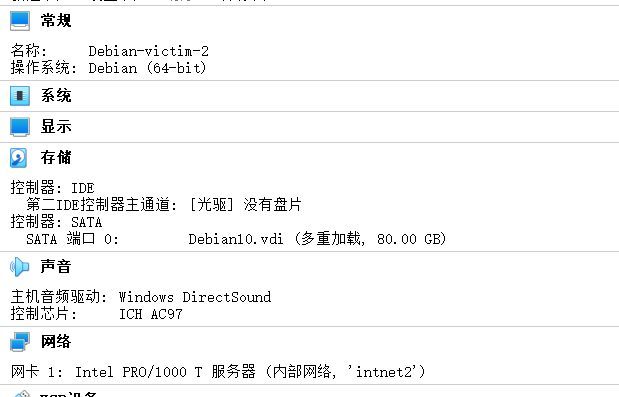 常规
名称: Debian-victim-2
操作系统: Debian (64-bit)
系统
显示
存储
控制器: IDE
第二IDE控制器主通道: [光驱] 没有盘片
控制器: SATA
SATA 端口 0: Debian10.vdi (多重加载, 80.00 GB)
声音
主机音频驱动: Windows DirectSound
控制芯片: ICH AC97
网络
网卡 1: Intel PRO/1000 T 服务器 (内部网络, 'intnet2')